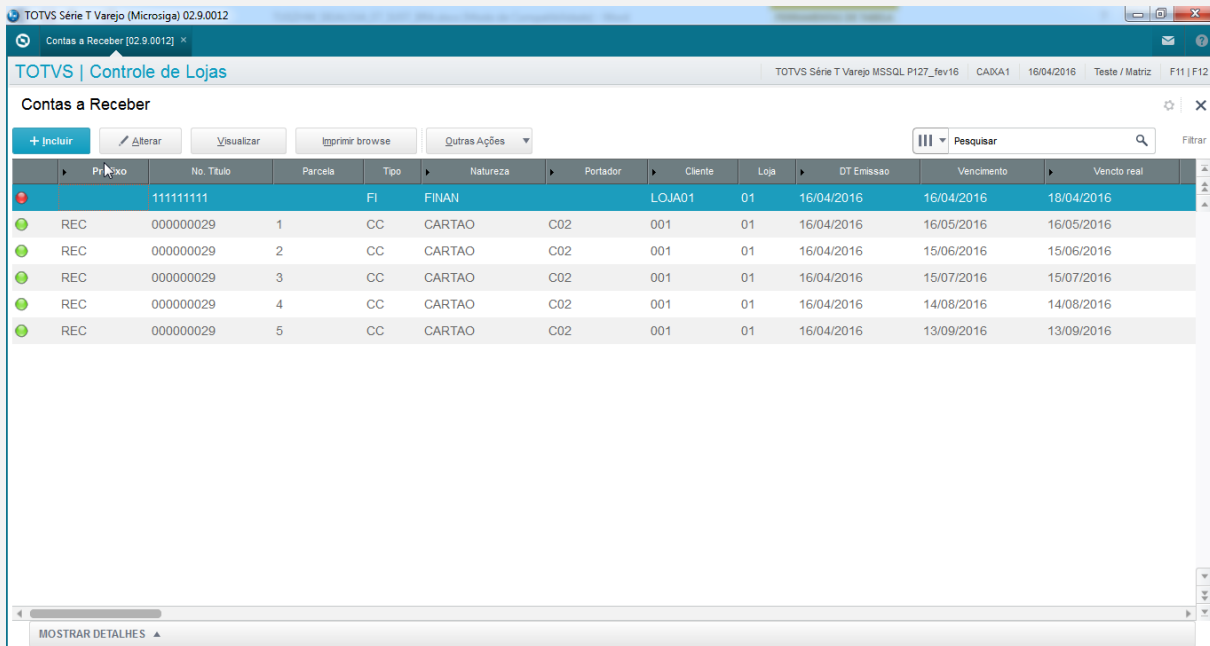 TOTVS Série T Varejo (Microsiga) 02.9.0012
Contas a Receber [02.9.0012] ×
TOTVS | Controle de Lojas
TOTVS Série T Varejo MSSQL P127_fev16 CAIXA1 16/04/2016 Teste / Matriz F11 | F12
Contas a Receber
+ Incluir Alterar Visualizar Imprimir browse Outras Ações Pesquisar Filtrar
No. Titulo Parcela Tipo Natureza Portador Cliente Loja DT Emissao Vencimento Vencto real
111111111 FI FINAN LOJA01 01 16/04/2016 16/04/2016 18/04/2016
REC 000000029 1 CC CARTAO C02 001 01 16/04/2016 16/05/2016 16/05/2016
REC 000000029 2 CC CARTAO C02 001 01 16/04/2016 15/06/2016 15/06/2016
REC 000000029 3 CC CARTAO C02 001 01 16/04/2016 15/07/2016 15/07/2016
REC 000000029 4 CC CARTAO C02 001 01 16/04/2016 14/08/2016 14/08/2016
REC 000000029 5 CC CARTAO C02 001 01 16/04/2016 13/09/2016 13/09/2016
MOSTRAR DETALHES